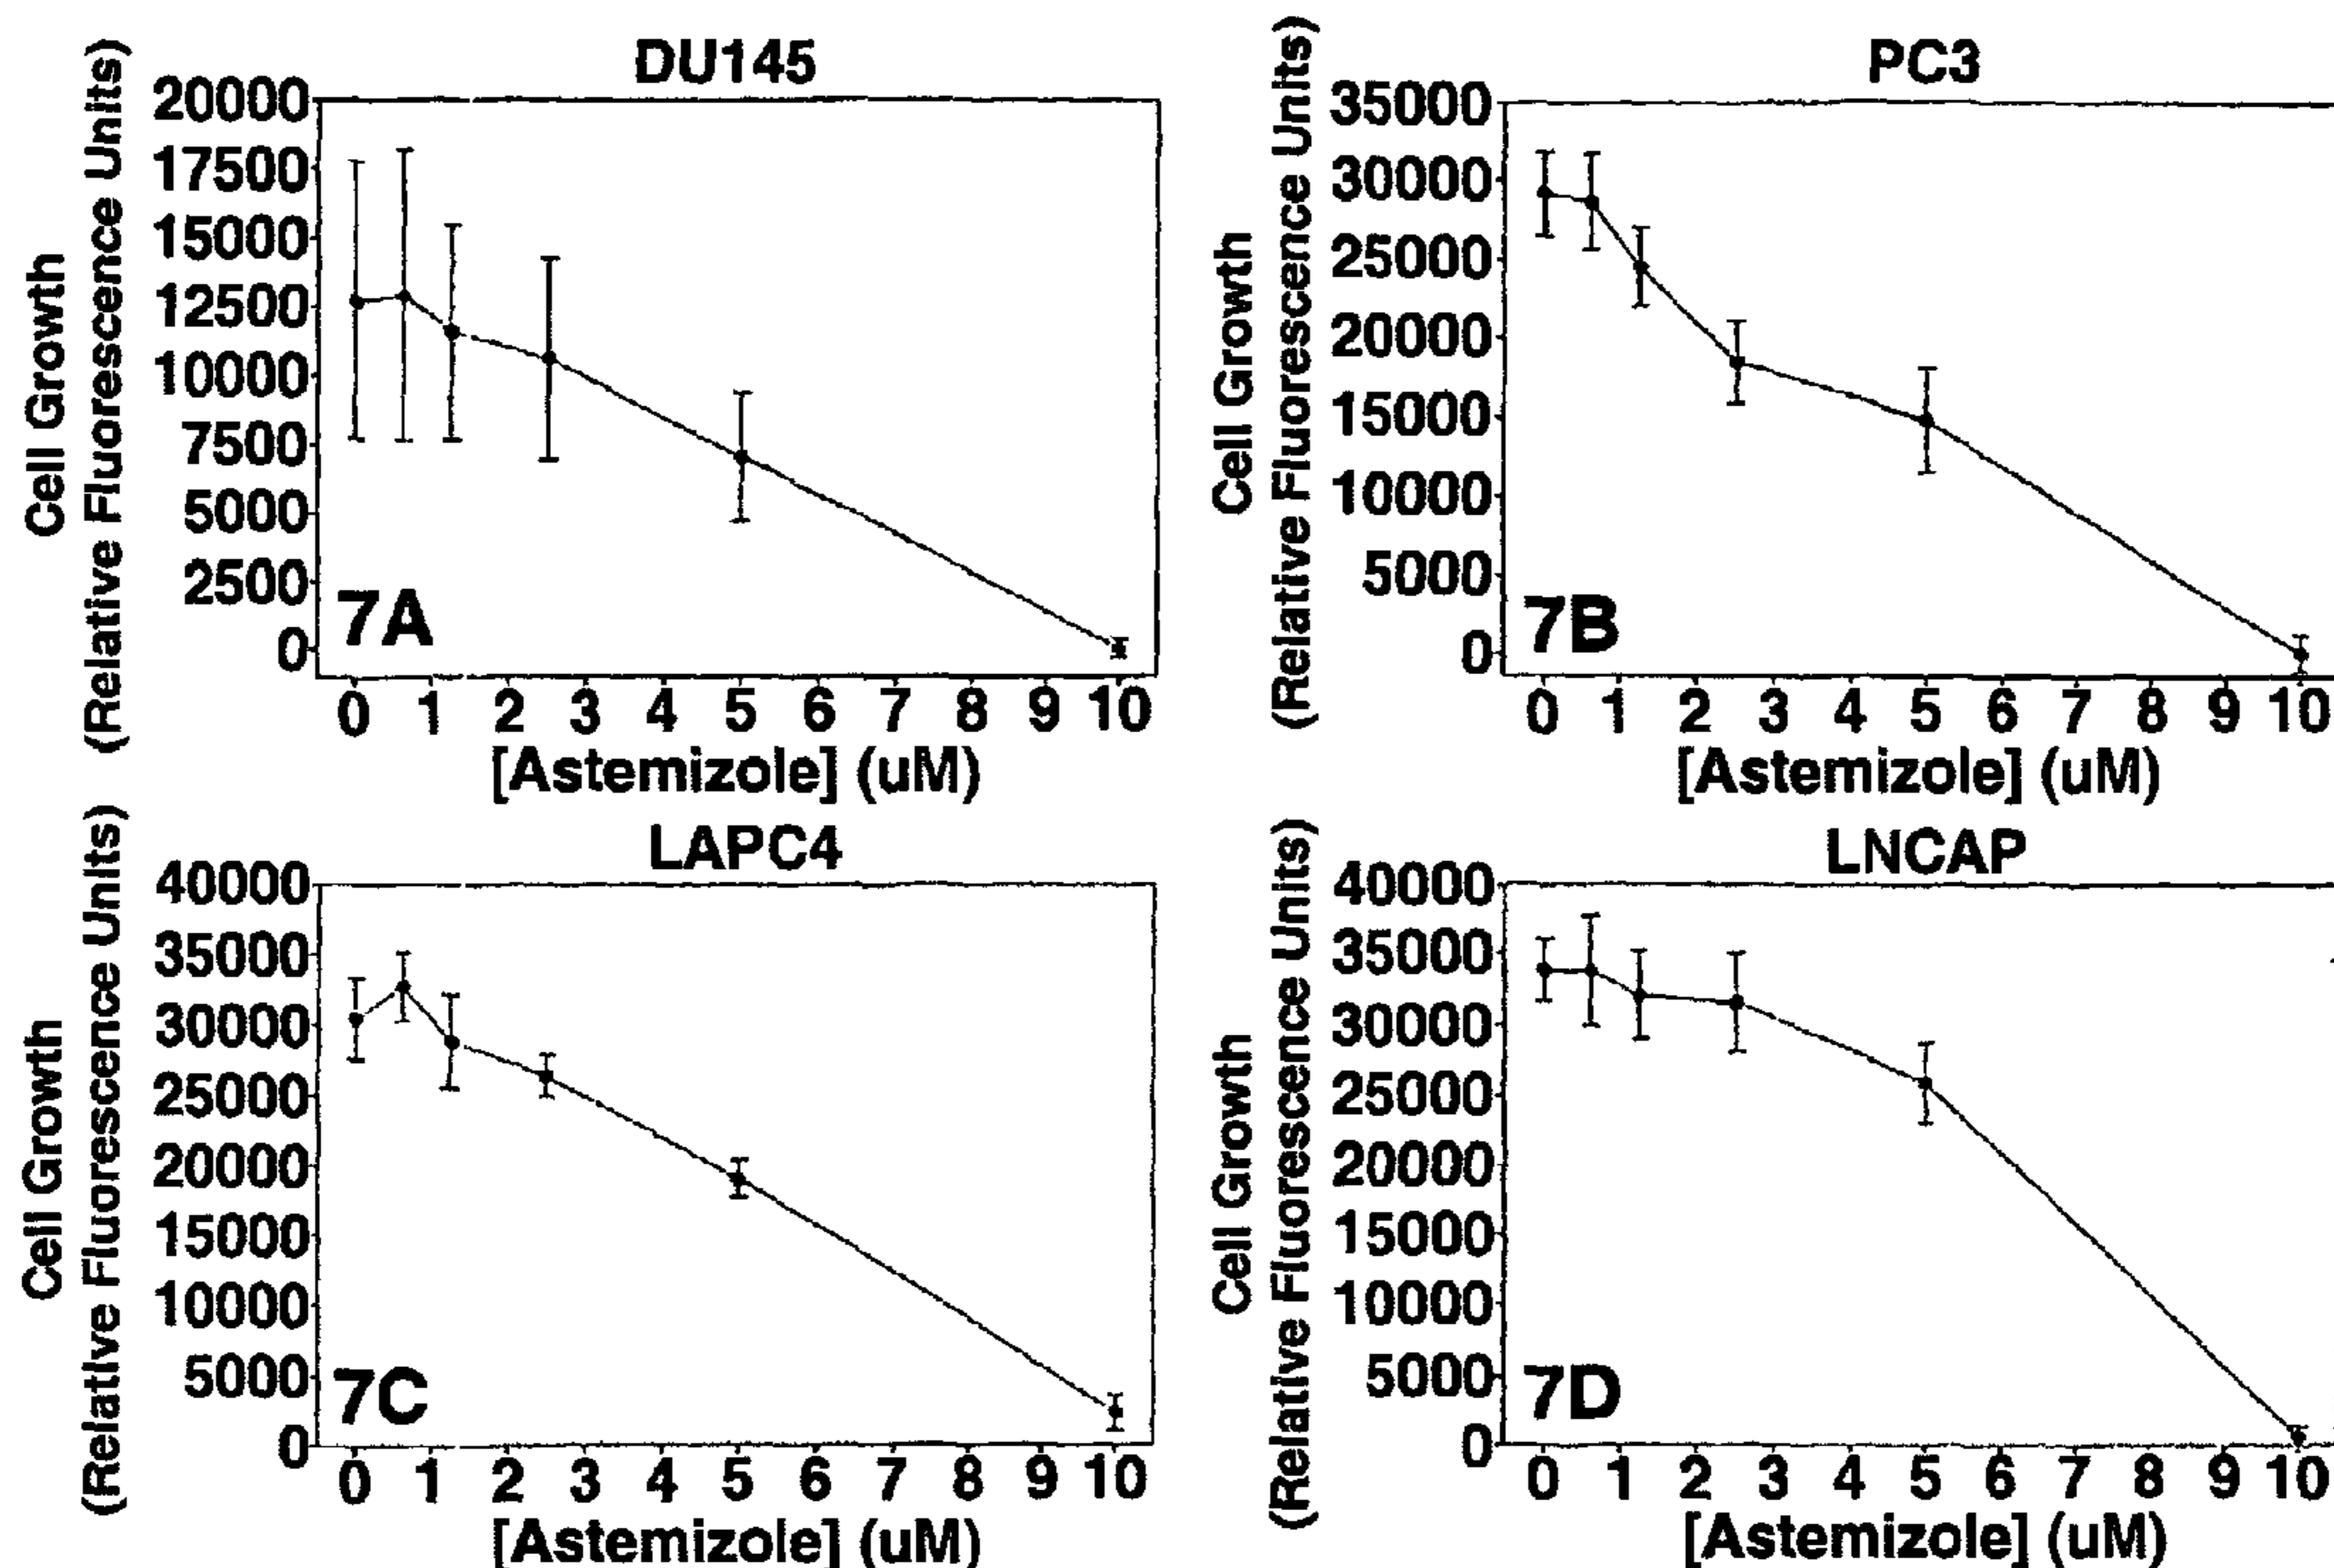 DU145
Cell Growth
(Relative Fluorescence Units)
20000
17500
15000
12500
10000
7500
5000
2500
0
7A
0 1 2 3 4 5 6 7 8 9 10
[Astemizole] (uM)
PC3
Cell Growth
(Relative Fluorescence Units)
35000
30000
25000
20000
15000
10000
5000
0
7B
0 1 2 3 4 5 6 7 8 9 10
[Astemizole] (uM)
LAPC4
Cell Growth
(Relative Fluorescence Units)
40000
35000
30000
25000
20000
15000
10000
5000
0
7C
0 1 2 3 4 5 6 7 8 9 10
[Astemizole] (uM)
LNCAP
Cell Growth
(Relative Fluorescence Units)
40000
35000
30000
25000
20000
15000
10000
5000
0
7D
0 1 2 3 4 5 6 7 8 9 10
[Astemizole] (uM)